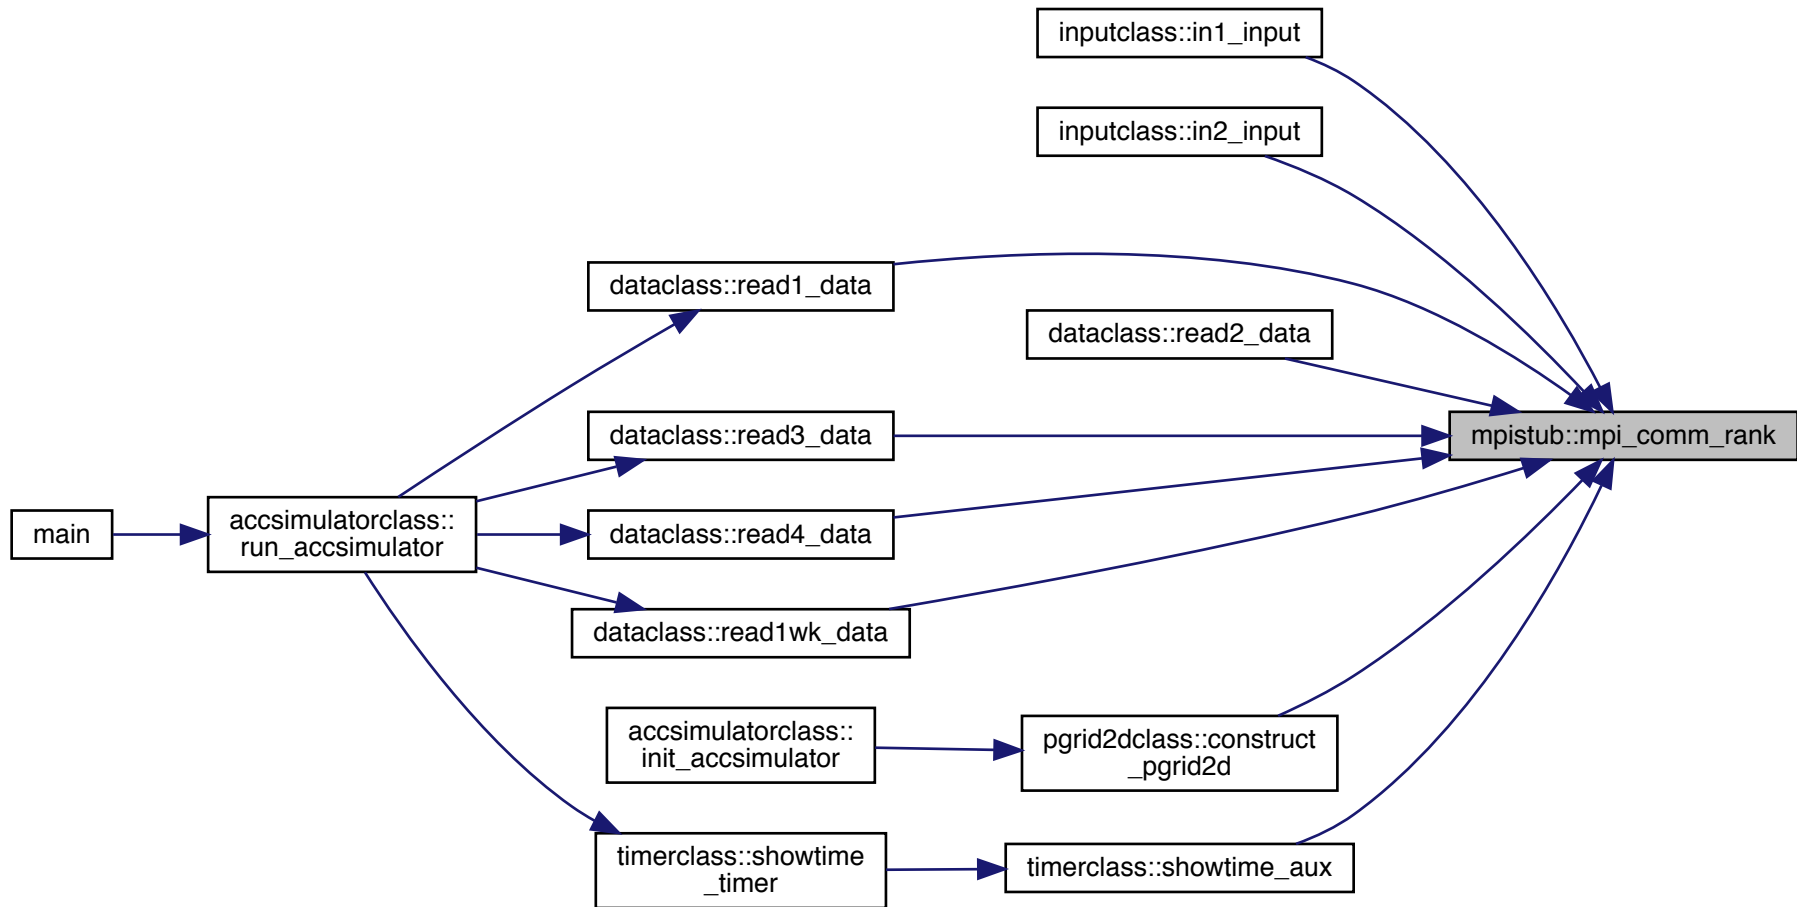 inputclass::in1_input
inputclass::in2_input
dataclass::read1_data
dataclass::read2_data
dataclass::read3_data
mpistub::mpi_comm_rank
main
accsimulatorclass::
run_accsimulator
dataclass::read4_data
dataclass::read1wk_data
accsimulatorclass::
init_accsimulator
pgrid2dclass::construct
_pgrid2d
timerclass::showtime
_timer
timerclass::showtime_aux